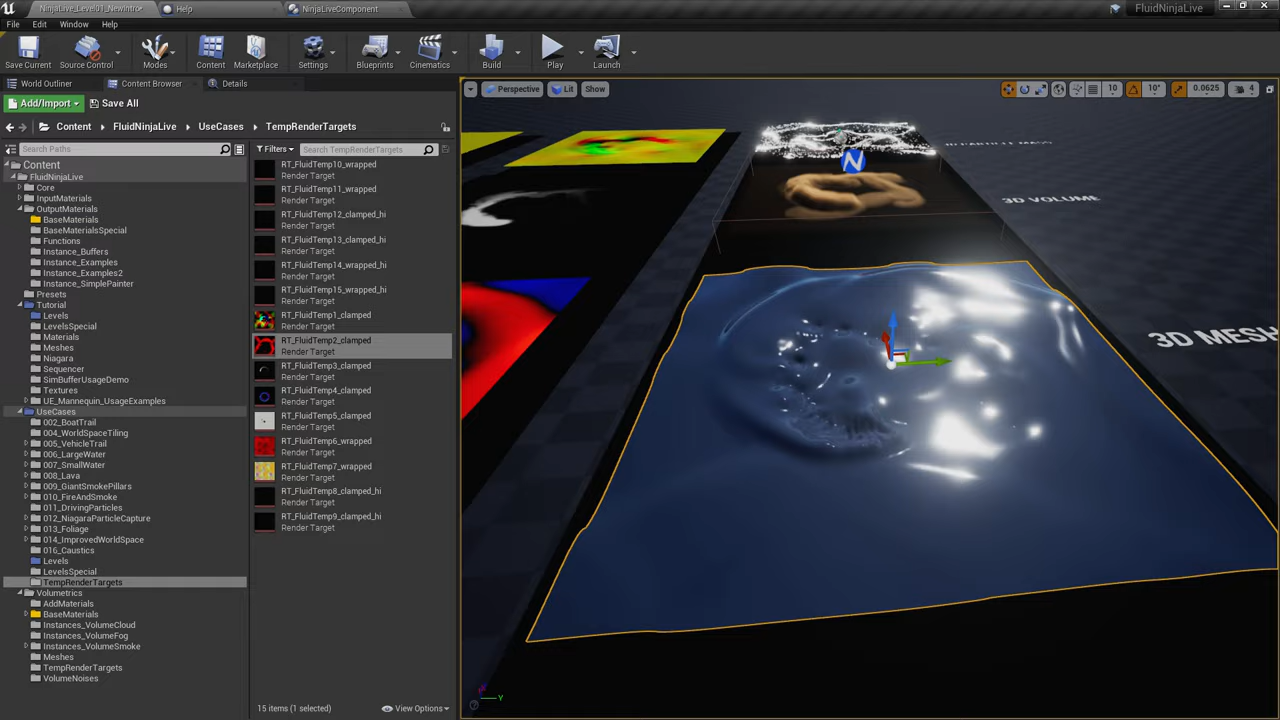 NinjaLive_Level01_NewIntro
Help
NinjaLiveComponent
FluidNinjaLive
File
Edit
Window
Help
Save Current
Source Control
Modes
Content
Marketplace
Settings
Blueprints
Cinematics
Build
Play
Launch
World Outliner
Content Browser
Details
Add/Import
Save All
Content
FluidNinjaLive
UseCases
TempRenderTargets
Search Paths
Filters
Search TempRenderTargets
Content
FluidNinjaLive
Core
InputMaterials
OutputMaterials
BaseMaterials
BaseMaterialsSpecial
Functions
Instance_Buffers
Instance_Examples
Instance_Examples2
Instance_SimplePainter
Presets
Tutorial
Levels
LevelsSpecial
Materials
Meshes
Niagara
Sequencer
SimBufferUsageDemo
Textures
UE_Mannequin_UsageExamples
UseCases
002_BoatTrail
004_WorldSpaceTiling
005_VehicleTrail
006_LargeWater
007_SmallWater
008_Lava
009_GiantSmokePillars
010_FireAndSmoke
011_DrivingParticles
012_NiagaraParticleCapture
013_Foliage
014_ImprovedWorldSpace
016_Caustics
Levels
LevelsSpecial
TempRenderTargets
Volumetrics
AddMaterials
BaseMaterials
Instances_VolumeCloud
Instances_VolumeFog
Instances_VolumeSmoke
Meshes
TempRenderTargets
VolumeNoises
RT_FluidTemp10_wrapped
Render Target
RT_FluidTemp11_wrapped
Render Target
RT_FluidTemp12_clamped_hi
Render Target
RT_FluidTemp13_clamped_hi
Render Target
RT_FluidTemp14_wrapped_hi
Render Target
RT_FluidTemp15_wrapped_hi
Render Target
RT_FluidTemp1_clamped
Render Target
RT_FluidTemp2_clamped
Render Target
RT_FluidTemp3_clamped
Render Target
RT_FluidTemp4_clamped
Render Target
RT_FluidTemp5_clamped
Render Target
RT_FluidTemp6_wrapped
Render Target
RT_FluidTemp7_wrapped
Render Target
RT_FluidTemp8_clamped_hi
Render Target
RT_FluidTemp9_clamped_hi
Render Target
15 items (1 selected)
View Options
Perspective
Lit
Show
10
10°
0.0625
4
N
3D VOLUME
3D MESH
Y